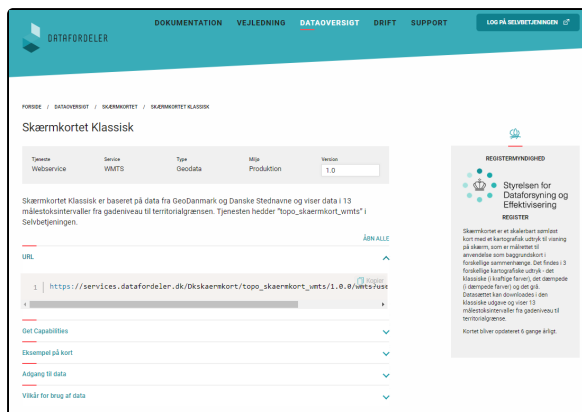 DATAFORDELER
DOKUMENTATION VEJLEDNING DATAOVERSIGT DRIFT SUPPORT
LOG PÅ SELVBETJENINGEN
FORSIDE / DATAOVERSIGT / SKÆRMKORTET / SKÆRMKORTET KLASSISK
Skærmkortet Klassisk
Tjeneste Service Type Miljø Version
Webservice WMTS Geodata Produktion 1.0
Skærmkortet Klassisk er baseret på data fra GeoDanmark og Danske Stednavne og viser data i 13
målestoksintervaller fra gadeniveau til territorialgrænsen. Tjenesten hedder "topo_skaermkort_wmts" i
Selvbetjeningen.
ÅBN ALLE
URL
Kopier
1 https://services.datafordeler.dk/Dkskaermkort/topo_skaermkort_wmts/1.0.0/wmts?use
Get Capabilities
Eksempel på kort
Adgang til data
Vilkår for brug af data
REGISTERMYNDIGHED
Styrelsen for
Dataforsyning og
Effektivisering
REGISTER
Skærmkortet er et skalerbart sømløst
kort med et kartografisk udtryk til visning
på skærm, som er målrettet til
anvendelse som baggrundskort i
forskellige sammenhænge. Det findes i 3
forskellige kartografiske udtryk - det
klassiske (i kraftige farver), det dæmpede
(i dæmpede farver) og det grå.
Datasættet kan downloades i den
klassiske udgave og viser 13
målestoksintervaller fra gadeniveau til
territorialgrænse.
Kortet bliver opdateret 6 gange årligt.